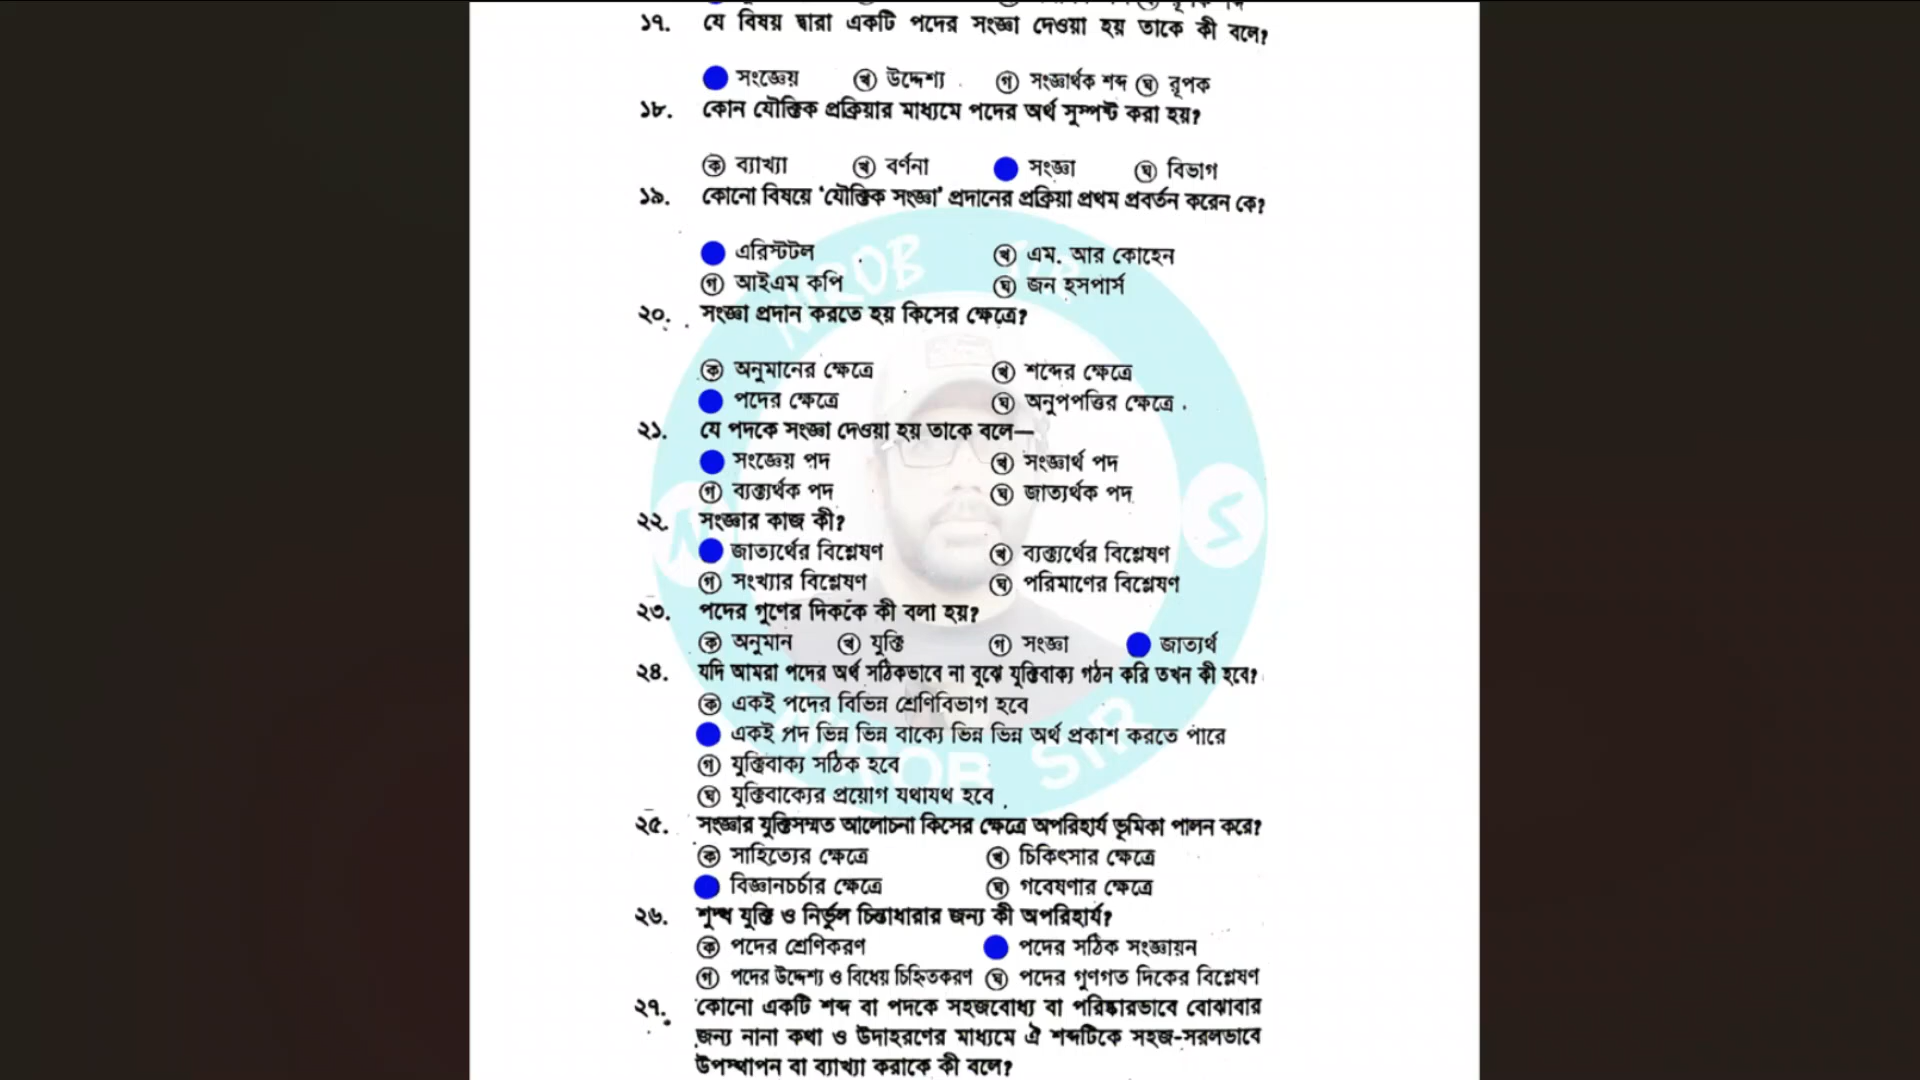 ১৭. যে বিষয় দ্বারা একটি পদের সংজ্ঞা দেওয়া হয় তাকে কী বলে?
সংজ্ঞেয় খ উদ্দেশ্য গ সংজ্ঞার্থক শব্দ ঘ রূপক
১৮. কোন যৌক্তিক প্রক্রিয়ার মাধ্যমে পদের অর্থ সুস্পষ্ট করা হয়?
ক ব্যাখ্যা খ বর্ণনা সংজ্ঞা ঘ বিভাগ
১৯. কোনো বিষয়ে ‘যৌক্তিক সংজ্ঞা’ প্রদানের প্রক্রিয়া প্রথম প্রবর্তন করেন কে?
এরিস্টটল খ এম. আর কোহেন
গ আইএম কপি ঘ জন হসপার্স
২০. সংজ্ঞা প্রদান করতে হয় কিসের ক্ষেত্রে?
ক অনুমানের ক্ষেত্রে খ শব্দের ক্ষেত্রে
পদের ক্ষেত্রে ঘ অনুপপত্তির ক্ষেত্রে
২১. যে পদকে সংজ্ঞা দেওয়া হয় তাকে বলে—
সংজ্ঞেয় পদ খ সংজ্ঞার্থ পদ
গ ব্যক্ত্যর্থক পদ ঘ জাত্যর্থক পদ
২২. সংজ্ঞার কাজ কী?
জাত্যর্থের বিশ্লেষণ খ ব্যক্ত্যর্থের বিশ্লেষণ
গ সংখ্যার বিশ্লেষণ ঘ পরিমাণের বিশ্লেষণ
২৩. পদের গুণের দিককে কী বলা হয়?
ক অনুমান খ যুক্তি গ সংজ্ঞা জাত্যর্থ
২৪. যদি আমরা পদের অর্থ সঠিকভাবে না বুঝে যুক্তিবাক্য গঠন করি তখন কী হবে?
ক একই পদের বিভিন্ন শ্রেণিবিভাগ হবে
একই পদ ভিন্ন ভিন্ন বাক্যে ভিন্ন ভিন্ন অর্থ প্রকাশ করতে পারে
গ যুক্তিবাক্য সঠিক হবে
ঘ যুক্তিবাক্যের প্রয়োগ যথাযথ হবে
২৫. সংজ্ঞার যুক্তিসম্মত আলোচনা কিসের ক্ষেত্রে অপরিহার্য ভূমিকা পালন করে?
ক সাহিত্যের ক্ষেত্রে খ চিকিৎসার ক্ষেত্রে
বিজ্ঞানচর্চার ক্ষেত্রে ঘ গবেষণার ক্ষেত্রে
২৬. শুদ্ধ যুক্তি ও নির্ভুল চিন্তাধারার জন্য কী অপরিহার্য?
ক পদের শ্রেণিকরণ পদের সঠিক সংজ্ঞায়ন
গ পদের উদ্দেশ্য ও বিধেয় চিহ্নিতকরণ ঘ পদের গুণগত দিকের বিশ্লেষণ
২৭. কোনো একটি শব্দ বা পদকে সহজবোধ্য বা পরিষ্কারভাবে বোঝাবার
জন্য নানা কথা ও উদাহরণের মাধ্যমে ঐ শব্দটিকে সহজ-সরলভাবে
উপস্থাপন বা ব্যাখ্যা করাকে কী বলে?
NIROB SIR
N S
NIROB SIR